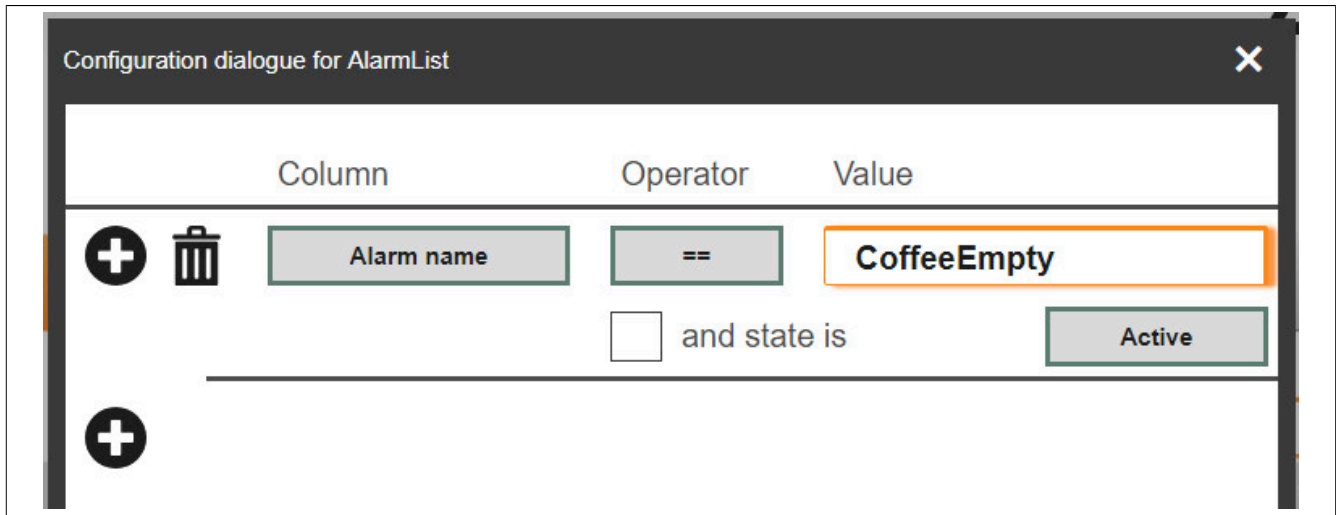 Configuration dialogue for AlarmList
Column Operator Value
Alarm name == CoffeeEmpty
and state is Active